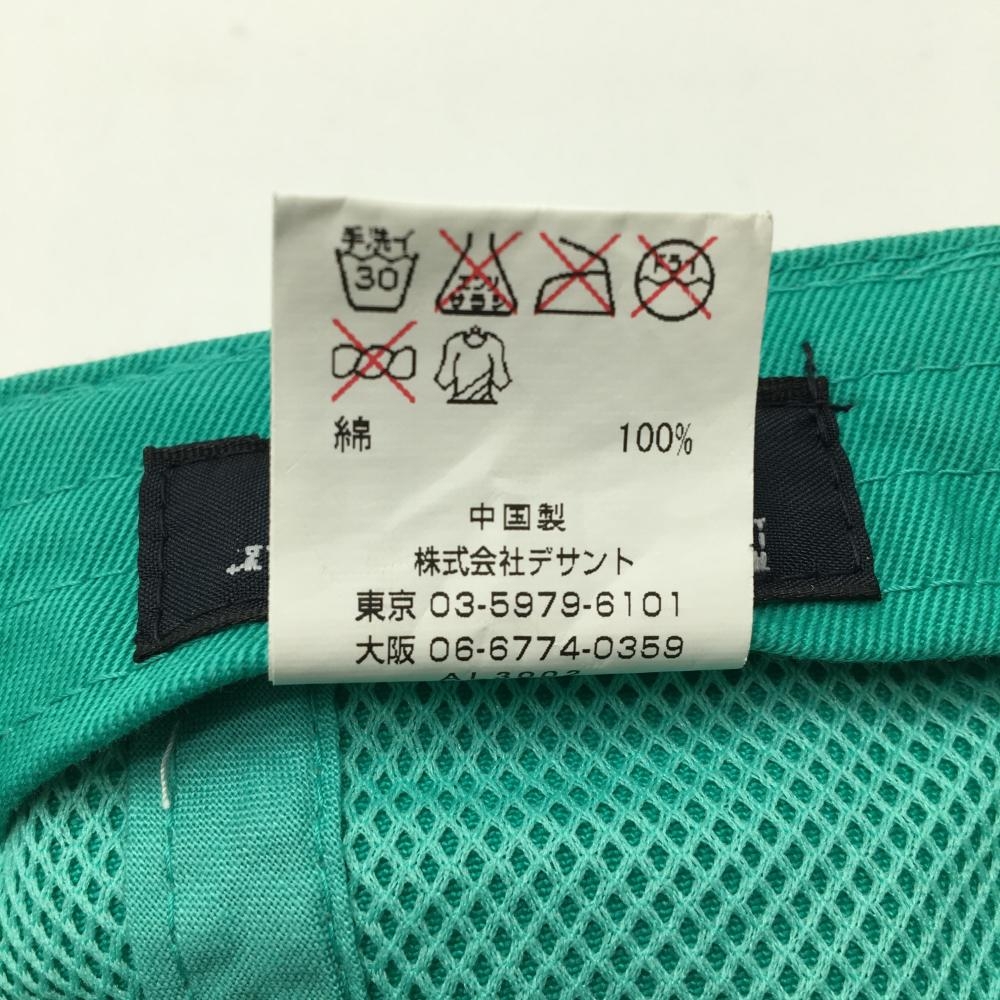 手洗イ
30
エンソ
サラシ
ドライ
綿 100%
中国製
株式会社デサント
東京 03-5979-6101
大阪 06-6774-0359